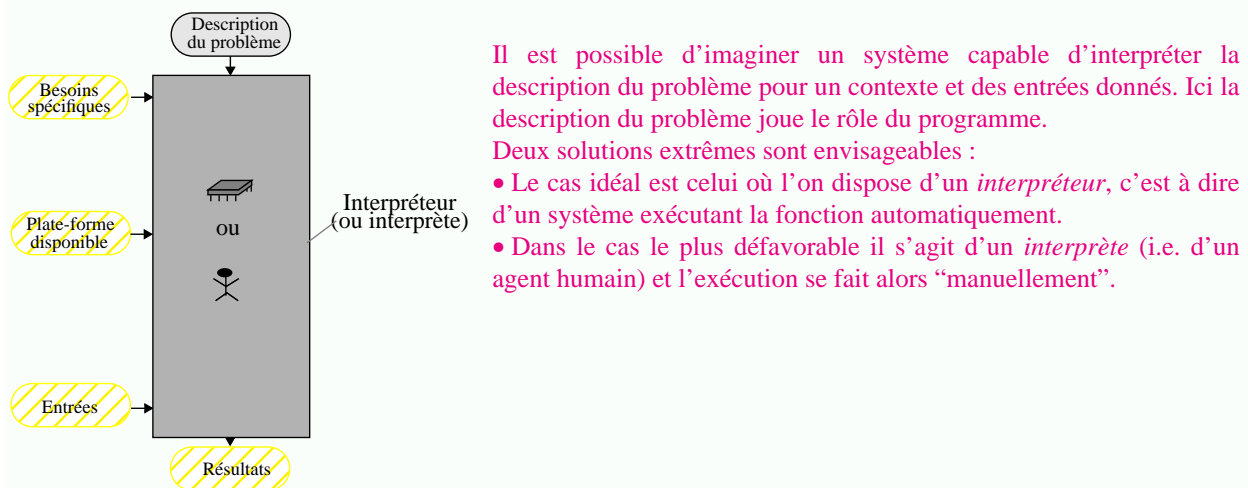 Description
du problème
Besoins
spécifiques
Plate-forme
disponible
ou
Entrées
Résultats
Interpréteur
(ou interprète)
Il est possible d’imaginer un système capable d’interpréter la
description du problème pour un contexte et des entrées donnés. Ici la
description du problème joue le rôle du programme.
Deux solutions extrêmes sont envisageables :
• Le cas idéal est celui où l’on dispose d’un interpréteur, c’est à dire
d’un système exécutant la fonction automatiquement.
• Dans le cas le plus défavorable il s’agit d’un interprète (i.e. d’un
agent humain) et l’exécution se fait alors “manuellement”.